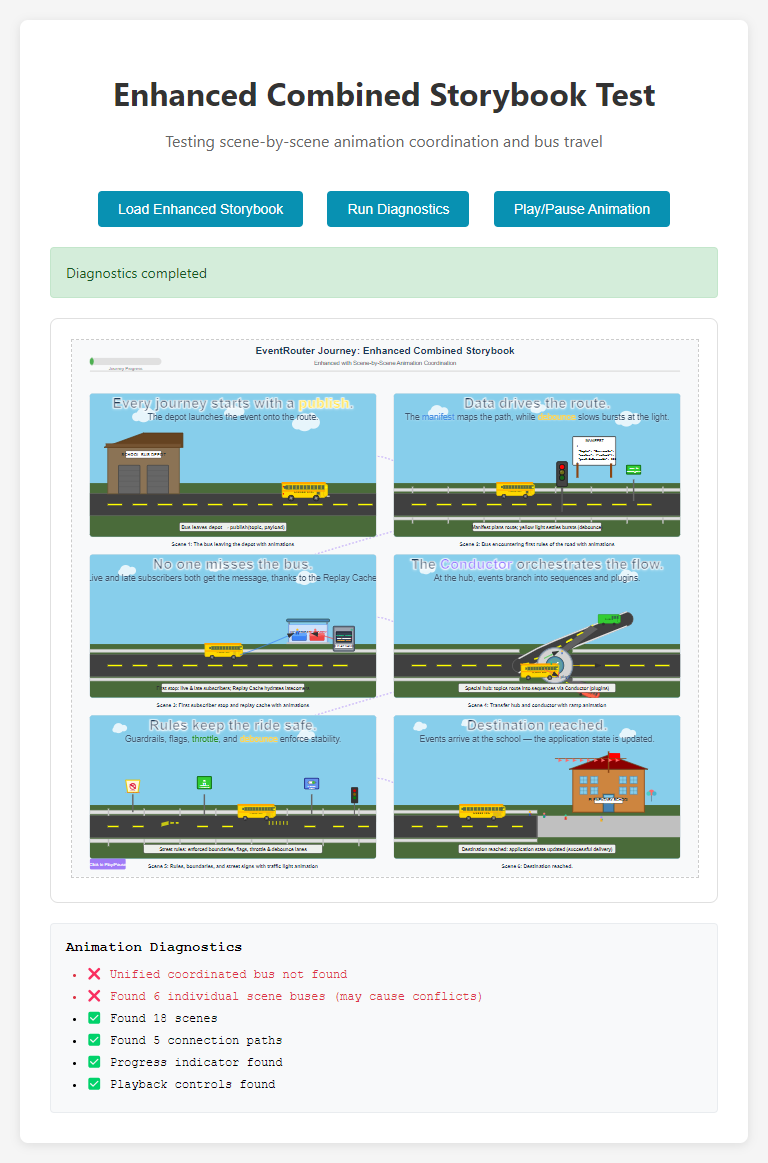 Enhanced Combined Storybook Test
Testing scene-by-scene animation coordination and bus travel
Load Enhanced Storybook
Run Diagnostics
Play/Pause Animation
Diagnostics completed
EventRouter Journey: Enhanced Combined Storybook
Enhanced with Scene-by-Scene Animation Coordination
Journey Progress
Every journey starts with a publish.
The depot launches the event onto the route.
SCHOOL BUS DEPOT
Bus leaves depot → publish(topic, payload)
Scene 1: The bus leaving the depot with animations
Data drives the route.
The manifest maps the path, while debounce slows bursts at the light.
MANIFEST
Manifest plans route; yellow light settles bursts (debounce
Scene 2: Bus encountering first rules of the road with animations
No one misses the bus.
ive and late subscribers both get the message, thanks to the Replay Cache
First stop: live & late subscribers; Replay Cache hydrates latecomers
Scene 3: First subscriber stop and replay cache with animations
The Conductor orchestrates the flow.
At the hub, events branch into sequences and plugins.
Special hub: topics route into sequences via Conductor (plugins)
Scene 4: Transfer hub and conductor with ramp animation
Rules keep the ride safe.
Guardrails, flags, throttle, and debounce enforce stability.
Street rules: enforced boundaries, flags, throttle & debounce lanes
Click to Play/Pause
Scene 5: Rules, boundaries, and street signs with traffic light animation
Destination reached.
Events arrive at the school — the application state is updated.
Destination reached: application state updated (successful delivery)
Scene 6: Destination reached.
Animation Diagnostics
• ❌ Unified coordinated bus not found
• ❌ Found 6 individual scene buses (may cause conflicts)
• ✅ Found 18 scenes
• ✅ Found 5 connection paths
• ✅ Progress indicator found
• ✅ Playback controls found